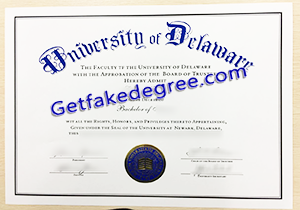 University of Delaware
The Faculty of the University of Delaware
with the Approbation of the Board of Trust
Hereby Admit
Getfakedegree.com
Bachelor of
with all the Rights, Honors, and Privileges thereto Appertaining,
Given under the Seal of the University at Newark, Delaware,
this